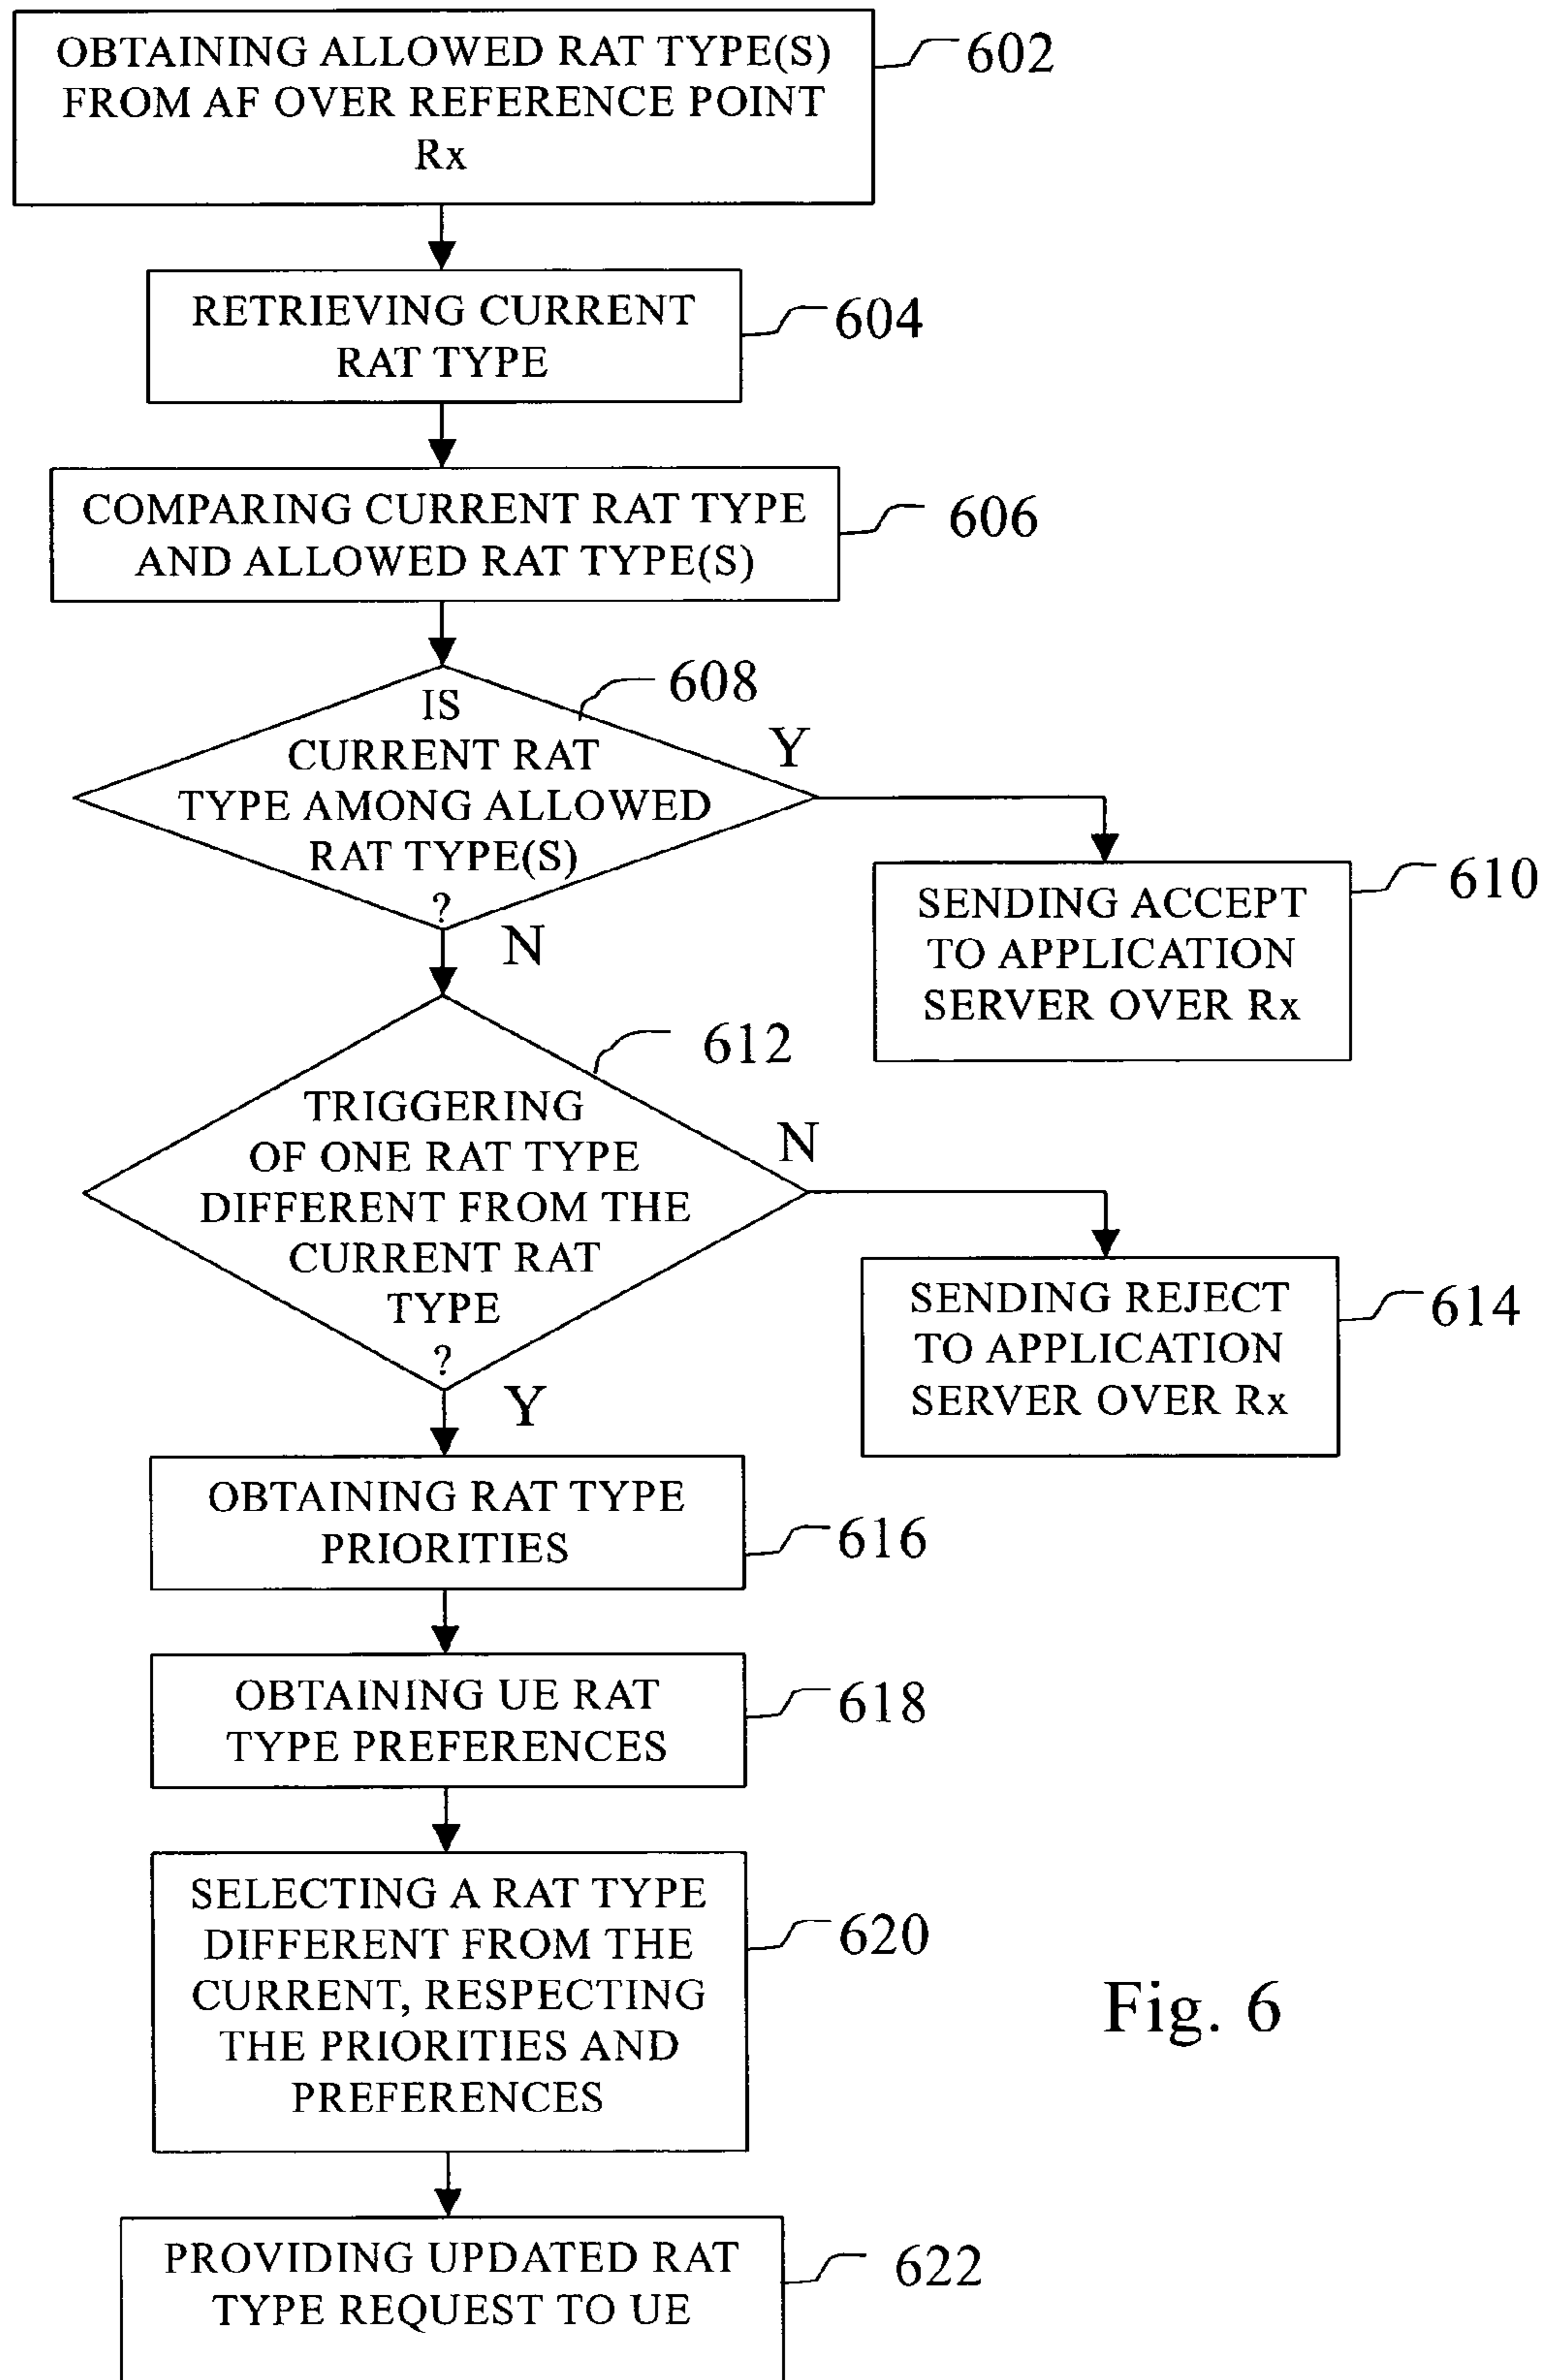 OBTAINING ALLOWED RAT TYPE(S)
FROM AF OVER REFERENCE POINT
Rx
602
RETRIEVING CURRENT
RAT TYPE
604
COMPARING CURRENT RAT TYPE
AND ALLOWED RAT TYPE(S)
606
IS
CURRENT RAT
TYPE AMONG ALLOWED
RAT TYPE(S)
?
608
Y
N
SENDING ACCEPT
TO APPLICATION
SERVER OVER Rx
610
TRIGGERING
OF ONE RAT TYPE
DIFFERENT FROM THE
CURRENT RAT
TYPE
?
612
N
Y
SENDING REJECT
TO APPLICATION
SERVER OVER Rx
614
OBTAINING RAT TYPE
PRIORITIES
616
OBTAINING UE RAT
TYPE PREFERENCES
618
SELECTING A RAT TYPE
DIFFERENT FROM THE
CURRENT, RESPECTING
THE PRIORITIES AND
PREFERENCES
620
Fig. 6
PROVIDING UPDATED RAT
TYPE REQUEST TO UE
622